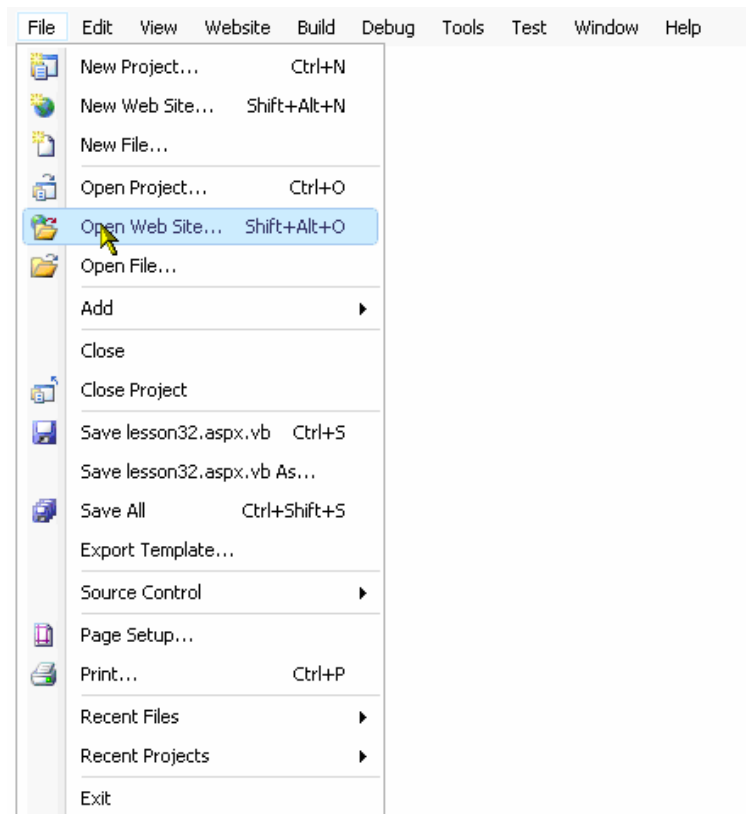 File Edit View Website Build Debug Tools Test Window Help
New Project... Ctrl+N
New Web Site... Shift+Alt+N
New File...
Open Project... Ctrl+O
Open Web Site... Shift+Alt+O
Open File...
Add
Close
Close Project
Save lesson32.aspx.vb Ctrl+S
Save lesson32.aspx.vb As...
Save All Ctrl+Shift+S
Export Template...
Source Control
Page Setup...
Print... Ctrl+P
Recent Files
Recent Projects
Exit